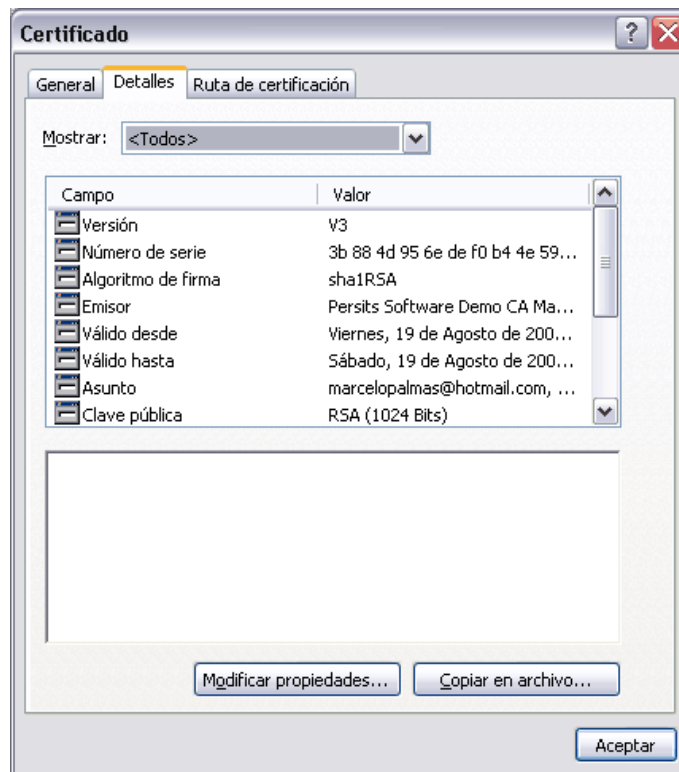 Certificado
General Detalles Ruta de certificación
Mostrar: <Todos>
Campo Valor
Versión V3
Número de serie 3b 88 4d 95 6e de f0 b4 4e 59...
Algoritmo de firma sha1RSA
Emisor Persits Software Demo CA Ma...
Válido desde Viernes, 19 de Agosto de 200...
Válido hasta Sábado, 19 de Agosto de 200...
Asunto marcelopalmas@hotmail.com, ...
Clave pública RSA (1024 Bits)
Modificar propiedades... Copiar en archivo...
Aceptar